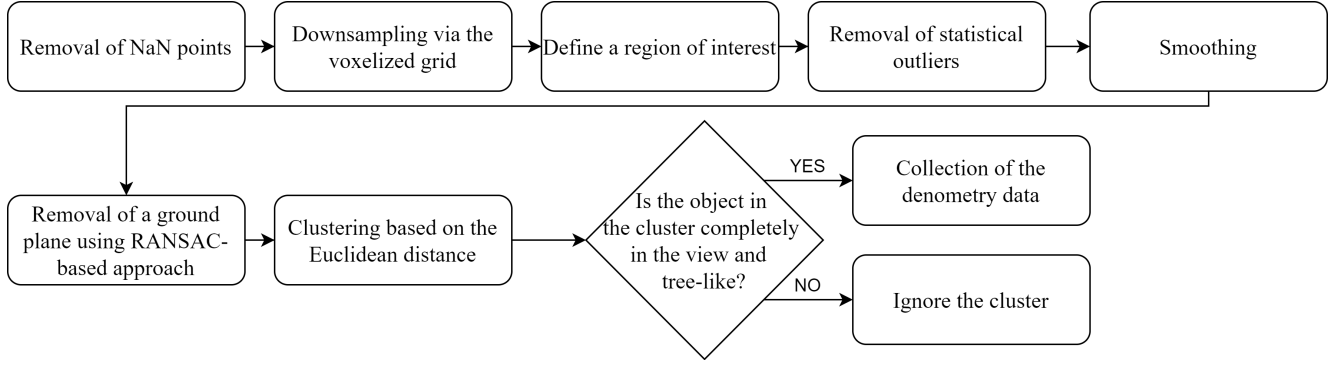 Removal of NaN points
Downsampling via the
voxelized grid
Define a region of interest
Removal of statistical
outliers
Smoothing
Removal of a ground
plane using RANSAC-
based approach
Clustering based on the
Euclidean distance
Is the object in
the cluster completely
in the view and
tree-like?
YES
Collection of the
denometry data
NO
Ignore the cluster